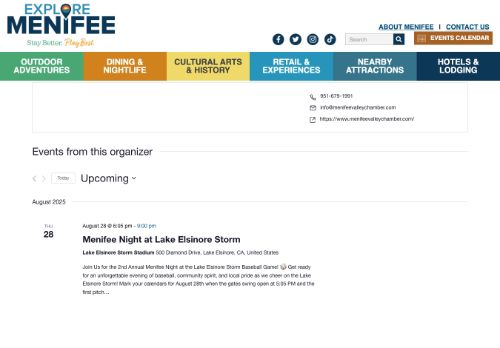 EXPLORE
MENIFEE
Stay Better. Play Best.
ABOUT MENIFEE | CONTACT US
Search
EVENTS CALENDAR
OUTDOOR ADVENTURES
DINING & NIGHTLIFE
CULTURAL ARTS & HISTORY
RETAIL & EXPERIENCES
NEARBY ATTRACTIONS
HOTELS & LODGING
951-679-1991
info@menifeevalleychamber.com
https://www.menifeevalleychamber.com/
Events from this organizer
Today
Upcoming
August 2025
THU
28
August 28 @ 6:05 pm - 9:00 pm
Menifee Night at Lake Elsinore Storm
Lake Elsinore Storm Stadium 500 Diamond Drive, Lake Elsinore, CA, United States
Join Us for the 2nd Annual Menifee Night at the Lake Elsinore Storm Baseball Game! ⚾ Get ready
for an unforgettable evening of baseball, community spirit, and local pride as we cheer on the Lake
Elsinore Storm! Mark your calendars for August 28th when the gates swing open at 5:05 PM and the
first pitch…